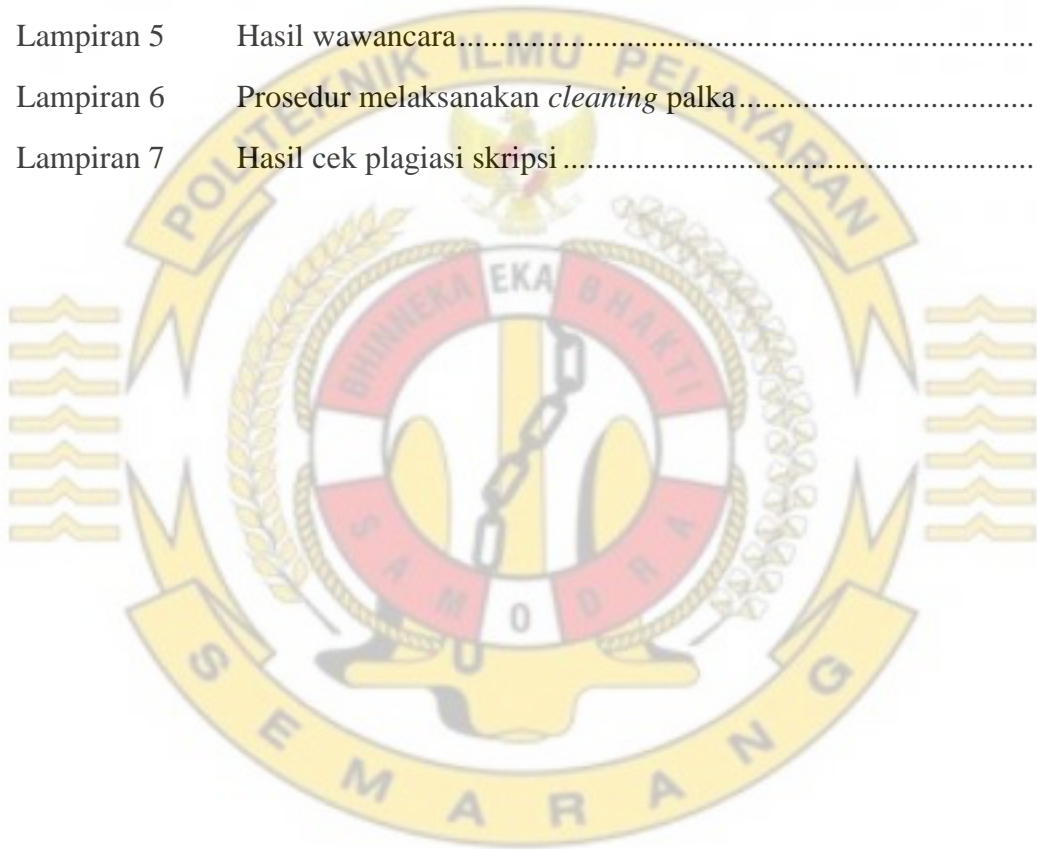 Lampiran 5 Hasil wawancara......................................................................
Lampiran 6 Prosedur melaksanakan cleaning palka....................................
Lampiran 7 Hasil cek plagiasi skripsi .........................................................
POLITEKNIK ILMU PELAYARAN
BHINNEKA EKA BHAKTI
SAMODRA
SEMARANG